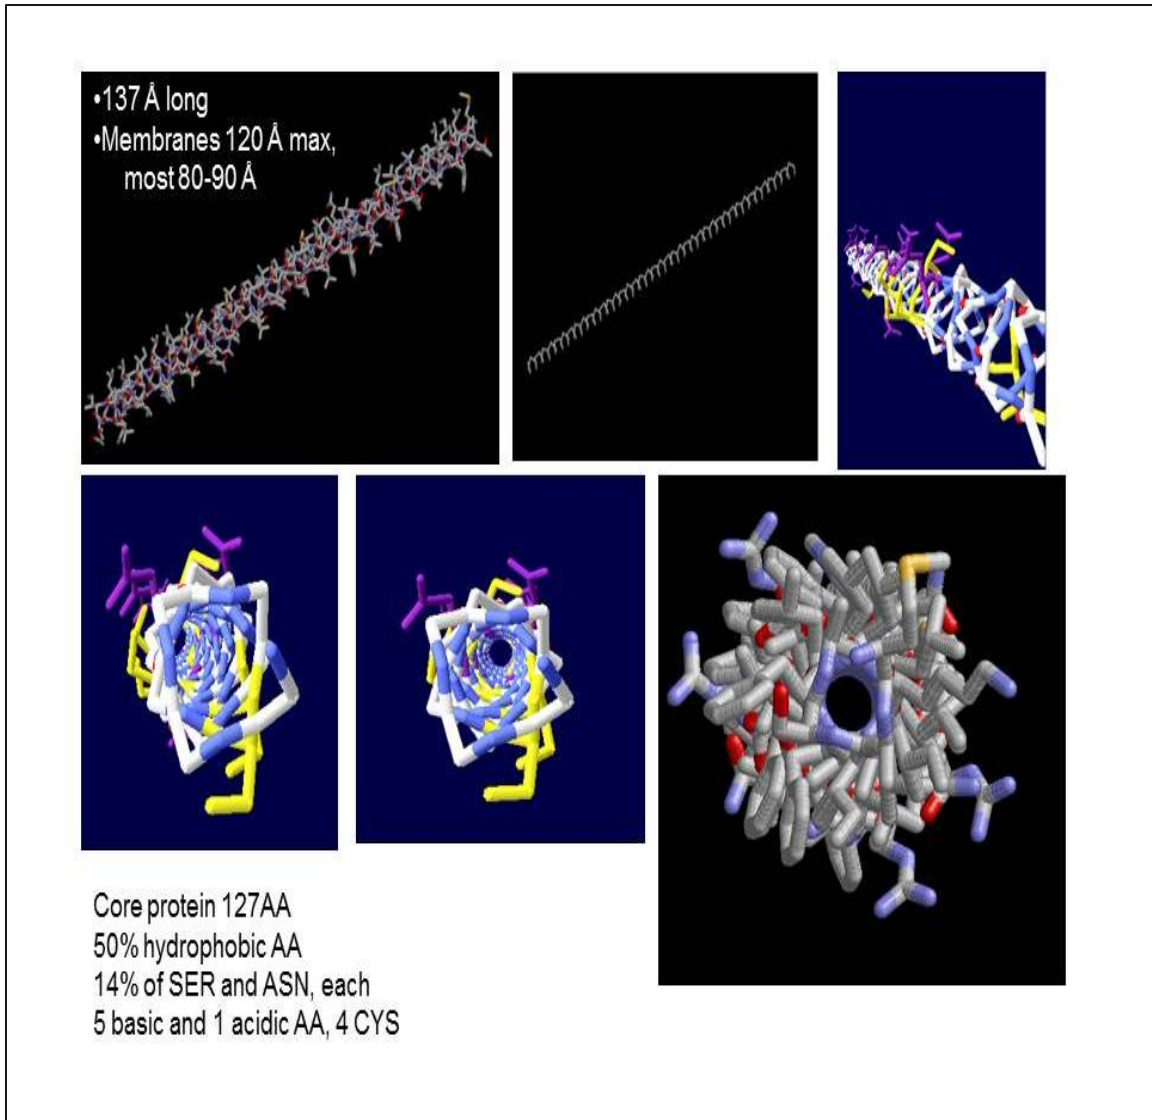 •137 Å long
•Membranes 120 Å max,
most 80-90 Å
Core protein 127AA
50% hydrophobic AA
14% of SER and ASN, each
5 basic and 1 acidic AA, 4 CYS